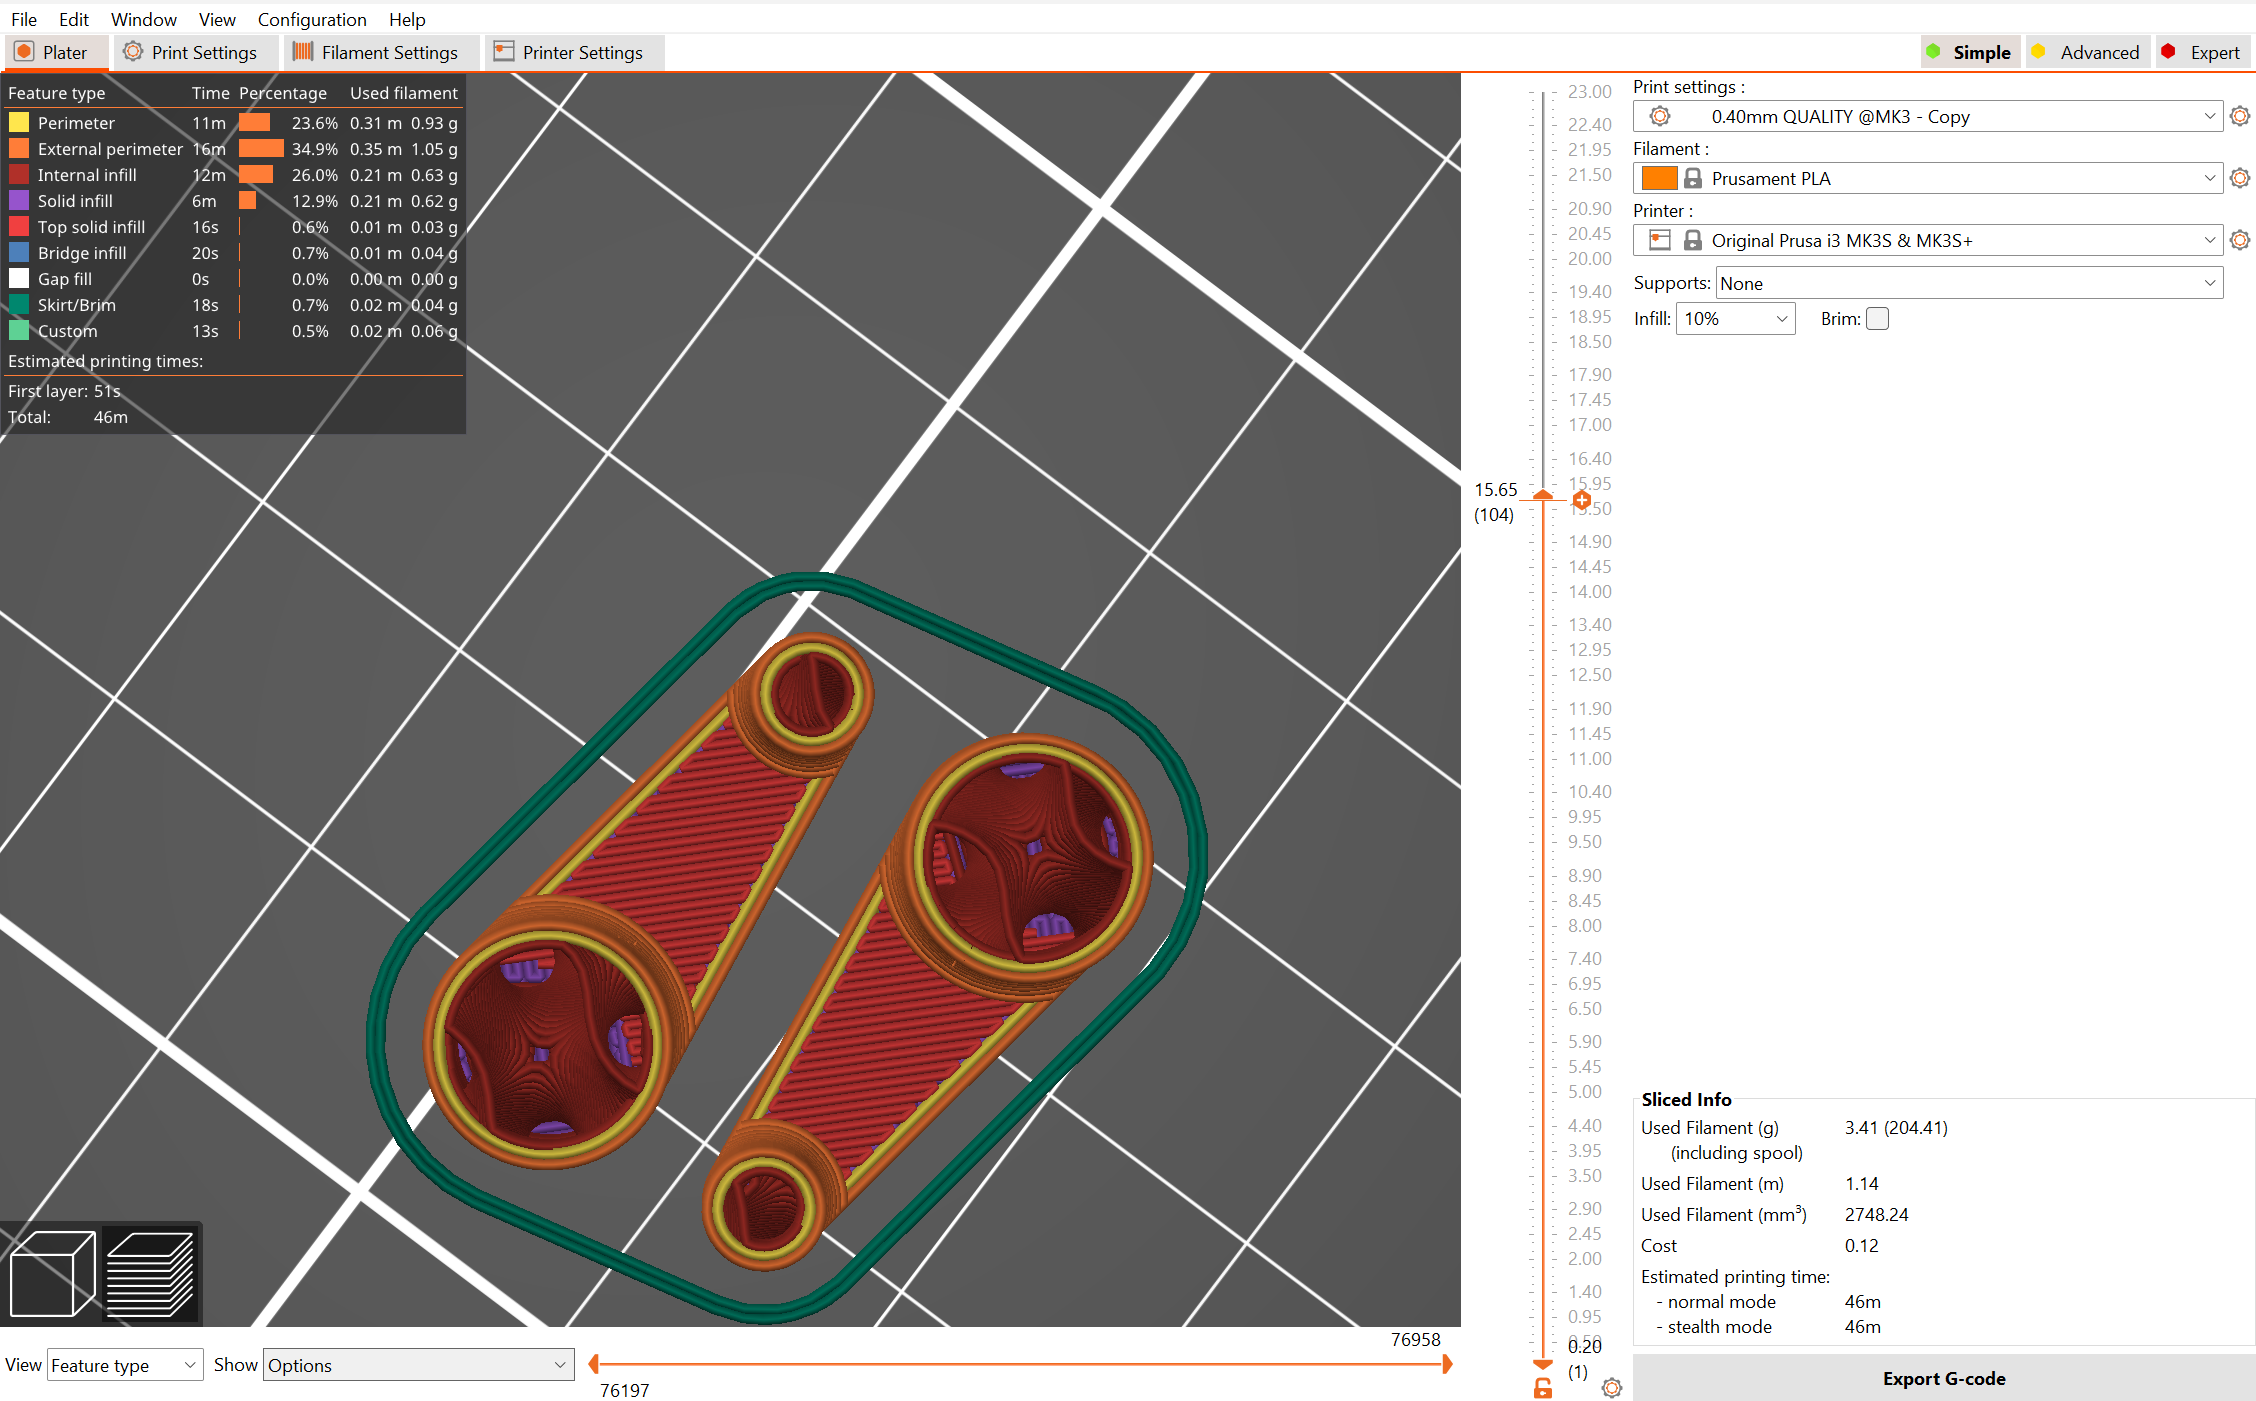 File Edit Window View Configuration Help
Plater Print Settings Filament Settings Printer Settings Simple Advanced Expert
Feature type Time Percentage Used filament
Perimeter 11m 23.6% 0.31 m 0.93 g
External perimeter 16m 34.9% 0.35 m 1.05 g
Internal infill 12m 26.0% 0.21 m 0.63 g
Solid infill 6m 12.9% 0.21 m 0.62 g
Top solid infill 16s 0.6% 0.01 m 0.03 g
Bridge infill 20s 0.7% 0.01 m 0.04 g
Gap fill 0s 0.0% 0.00 m 0.00 g
Skirt/Brim 18s 0.7% 0.02 m 0.04 g
Custom 13s 0.5% 0.02 m 0.06 g
Estimated printing times:
First layer: 51s
Total: 46m
23.00
22.40
21.95
21.50
20.90
20.45
20.00
19.40
18.95
18.50
17.90
17.45
17.00
16.40
15.95
15.65
(104)
15.50
14.90
14.45
14.00
13.40
12.95
12.50
11.90
11.45
11.00
10.40
9.95
9.50
8.90
8.45
8.00
7.40
6.95
6.50
5.90
5.45
5.00
4.40
3.95
3.50
2.90
2.45
2.00
1.40
0.95
0.50
0.20
(1)
Print settings :
0.40mm QUALITY @MK3 - Copy
Filament :
Prusament PLA
Printer :
Original Prusa i3 MK3S & MK3S+
Supports: None
Infill: 10% Brim:
Sliced Info
Used Filament (g) 3.41 (204.41)
(including spool)
Used Filament (m) 1.14
Used Filament (mm³) 2748.24
Cost 0.12
Estimated printing time:
- normal mode 46m
- stealth mode 46m
Export G-code
View Feature type Show Options
76958
76197